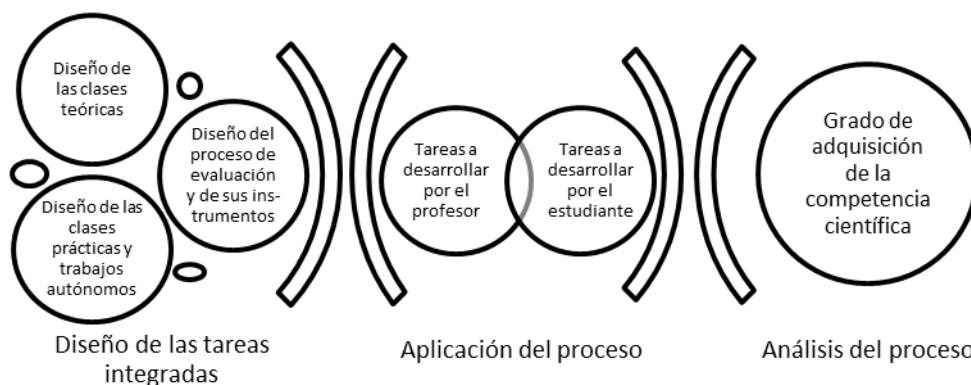 Diseño de
las clases
teóricas
Diseño del
proceso de
evaluación
y de sus ins-
trumentos
Diseño de las
clases
prácticas y
trabajos
autónomos
Tareas a
desarrollar
por el
profesor
Tareas a
desarrollar
por el
estudiante
Grado de
adquisición
de la
competencia
científica
Diseño de las tareas
integradas
Aplicación del proceso
Análisis del proceso